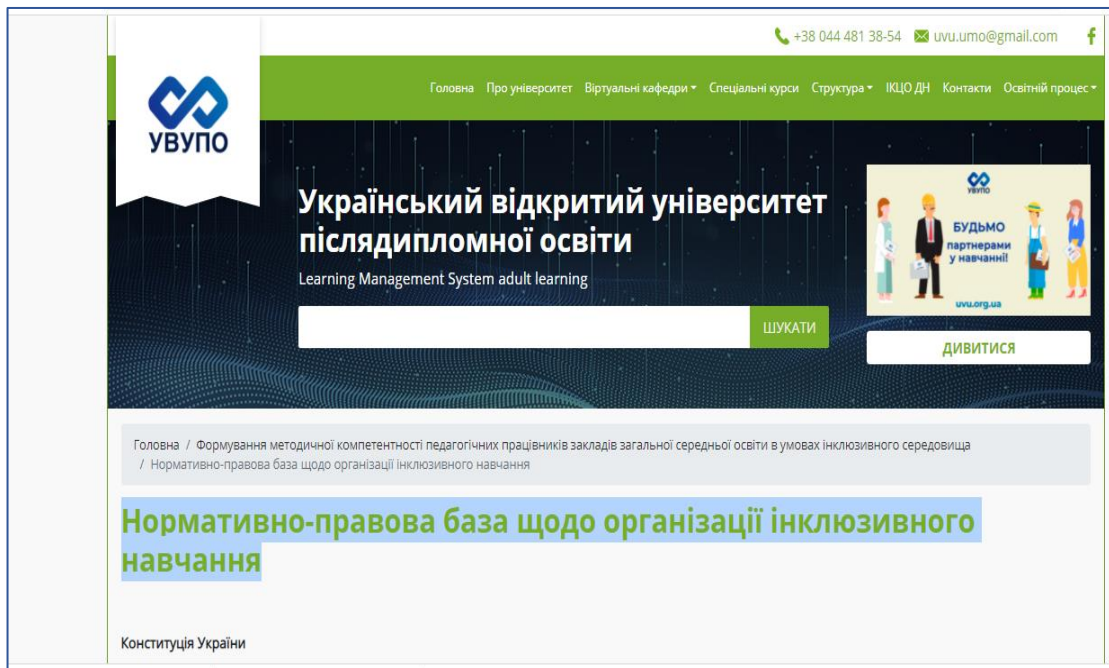 +38 044 481 38-54 uvu.umo@gmail.com f
УВУПО
Головна Про університет Віртуальні кафедри Спеціальні курси Структура ІКЦО ДН Контакти Освітній процес
Український відкритий університет
післядипломної освіти
Learning Management System adult learning
ШУКАТИ
УВУПО
БУДЬМО
партнерами
у навчанні!
uvu.org.ua
ДИВИТИСЯ
Головна / Формування методичної компетентності педагогічних працівників закладів загальної середньої освіти в умовах інклюзивного середовища
/ Нормативно-правова база щодо організації інклюзивного навчання
Нормативно-правова база щодо організації інклюзивного
навчання
Конституція України